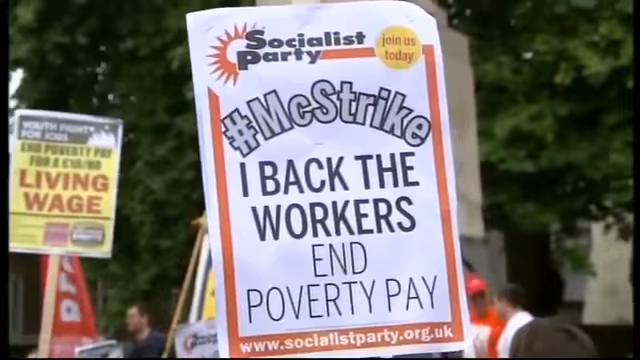 Socialist
Party
join us
today
#McStrike
I BACK THE
WORKERS
END
POVERTY PAY
www.socialistparty.org.uk
YOUTH FIGHT
FOR JOBS
END POVERTY PAY
FOR A £10/HR
LIVING
WAGE
Socialist